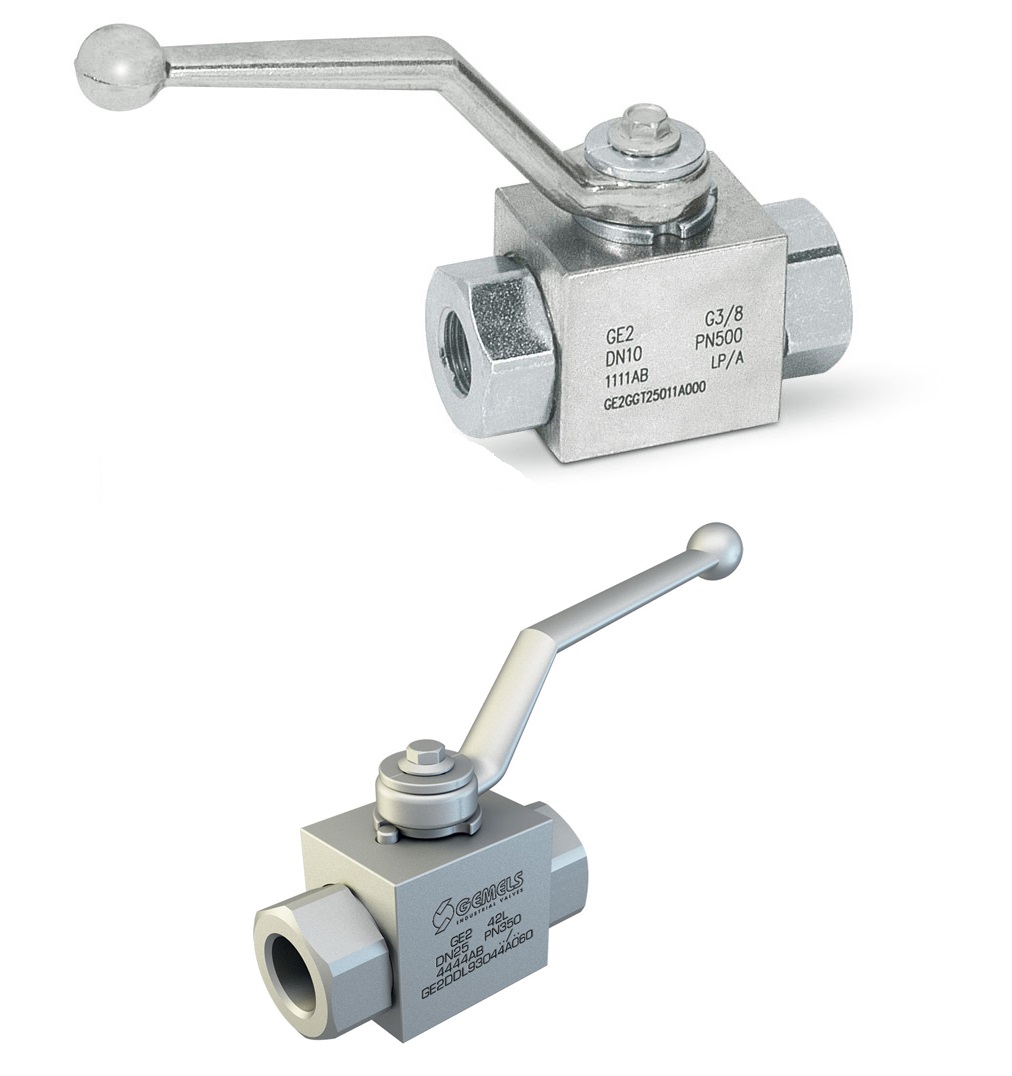 GE2 G3/8
DN10 PN500
1111AB LP/A
GE2GGT25011A000
GEMELS
INDUSTRIAL VALVES
GE2 42L
DN25 PN350
4444AB ../..
GE2DDL93044A060